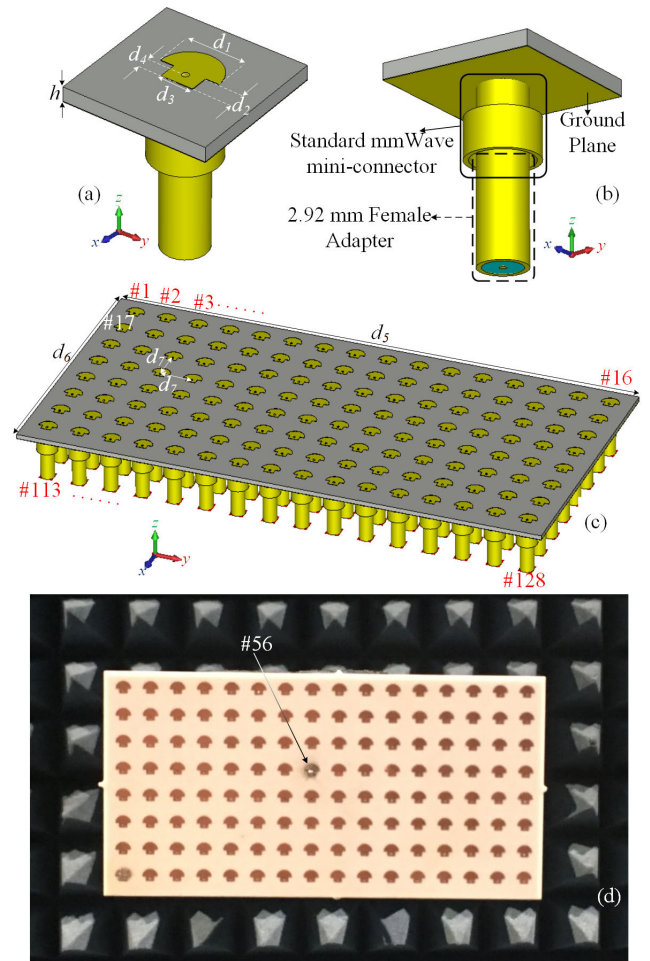 d1
d4
d3
d2
h
(a)
z
x
y
Standard mmWave
mini-connector
Ground
Plane
(b)
2.92 mm Female
Adapter
z
x
y
#1
#2
#3......
#17
d5
d6
d7
d7
#16
#113 ......
(c)
z
x
y
#128
#56
(d)